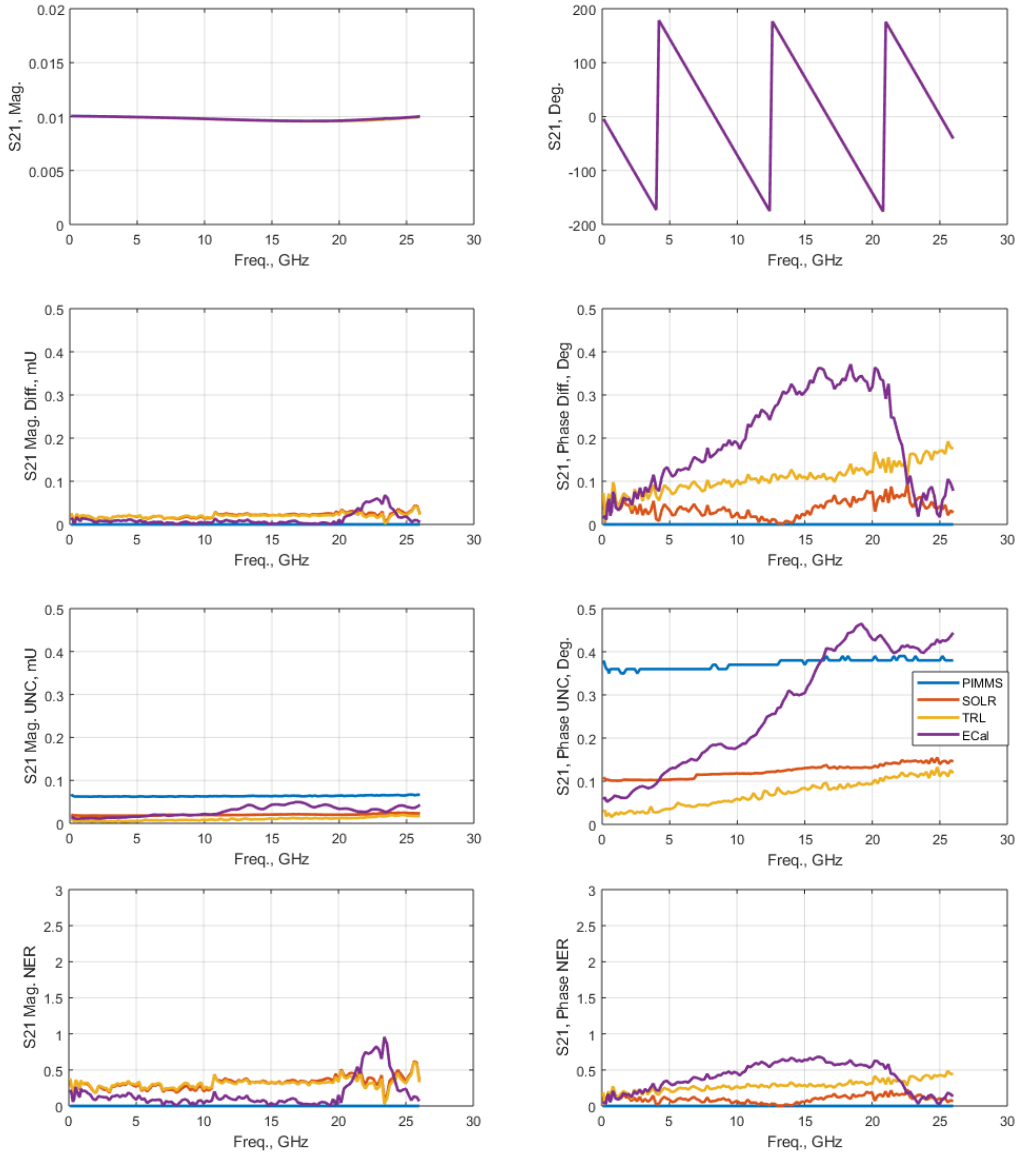 0.02
0.015
0.01
0.005
0
S21, Mag.
0 5 10 15 20 25 30
Freq., GHz
200
100
0
-100
-200
S21, Deg.
0 5 10 15 20 25 30
Freq., GHz
0.5
0.4
0.3
0.2
0.1
0
S21 Mag. Diff., mU
0 5 10 15 20 25 30
Freq., GHz
0.5
0.4
0.3
0.2
0.1
0
S21, Phase Diff., Deg
0 5 10 15 20 25 30
Freq., GHz
0.5
0.4
0.3
0.2
0.1
0
S21 Mag. UNC, mU
0 5 10 15 20 25 30
Freq., GHz
0.5
0.4
0.3
0.2
0.1
0
S21, Phase UNC, Deg.
PIMMS
SOLR
TRL
ECal
0 5 10 15 20 25 30
Freq., GHz
3
2.5
2
1.5
1
0.5
0
S21 Mag. NER
0 5 10 15 20 25 30
Freq., GHz
3
2.5
2
1.5
1
0.5
0
S21, Phase NER
0 5 10 15 20 25 30
Freq., GHz